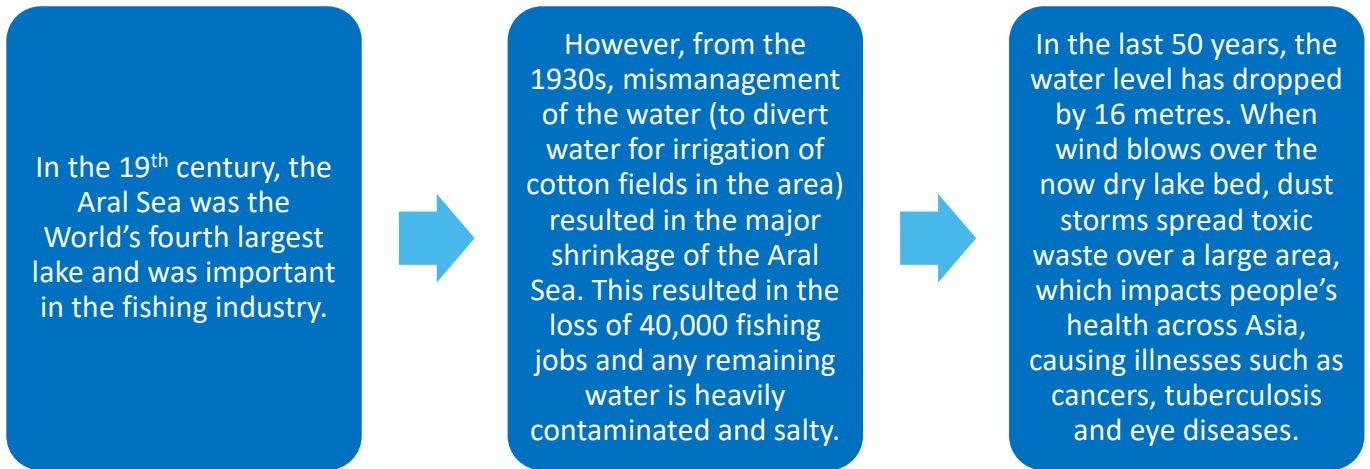 In the 19th century, the
Aral Sea was the
World’s fourth largest
lake and was important
in the fishing industry.
However, from the
1930s, mismanagement
of the water (to divert
water for irrigation of
cotton fields in the area)
resulted in the major
shrinkage of the Aral
Sea. This resulted in the
loss of 40,000 fishing
jobs and any remaining
water is heavily
contaminated and salty.
In the last 50 years, the
water level has dropped
by 16 metres. When
wind blows over the
now dry lake bed, dust
storms spread toxic
waste over a large area,
which impacts people’s
health across Asia,
causing illnesses such as
cancers, tuberculosis
and eye diseases.